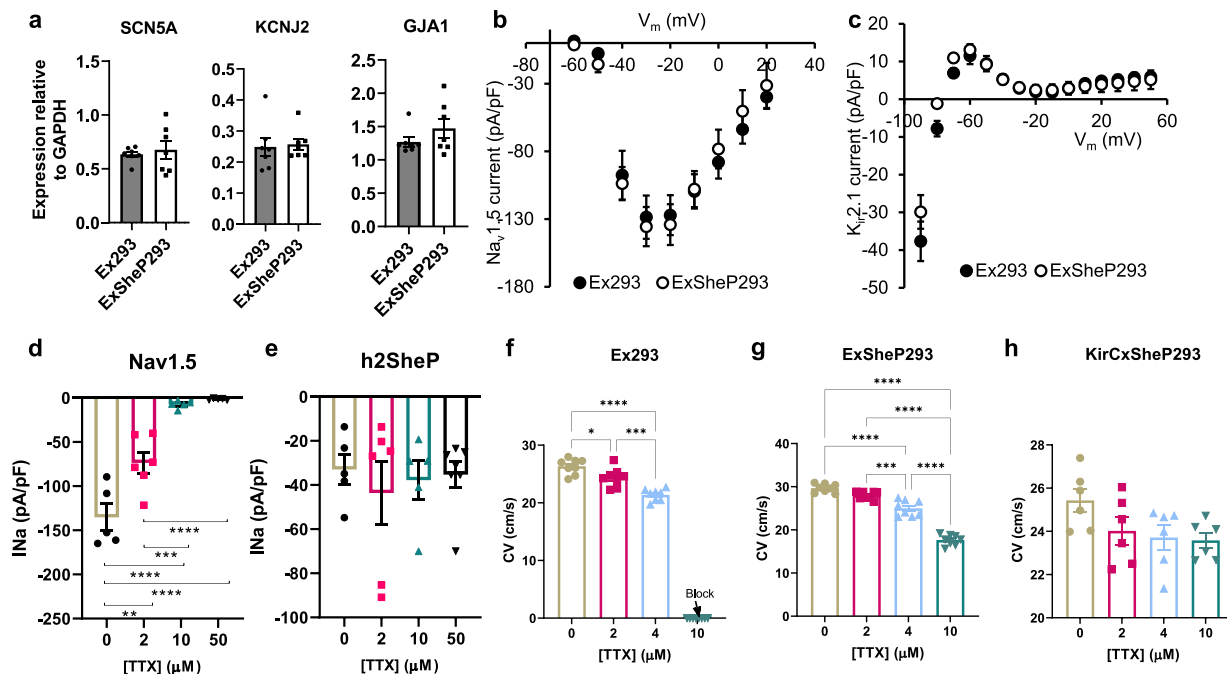 a
SCN5A
KCNJ2
GJA1
Expression relative
to GAPDH
1.5
1.0
0.5
0.0
0.5
0.4
0.3
0.2
0.1
0.0
2.5
2.0
1.5
1.0
0.5
0.0
Ex293
ExSheP293
Ex293
ExSheP293
Ex293
ExSheP293
b
Vm (mV)
-80 -60 -40 -20 0 20 40
-30
-80
-130
-180
Nav1.5 current (pA/pF)
Ex293 ExSheP293
c
20
10
0
-10
-20
-30
-40
-50
-100 -80 -60 -40 -20 0 20 40 60
Vm (mV)
Kir2.1 current (pA/pF)
Ex293 ExSheP293
d
Nav1.5
INa (pA/pF)
0
-50
-100
-150
-200
-250
****
***
****
****
**
0 2 10 50
[TTX] (μM)
e
h2SheP
INa (pA/pF)
0
-20
-40
-60
-80
-100
0 2 10 50
[TTX] (μM)
f
Ex293
CV (cm/s)
40
30
20
10
0
****
* ***
Block
0 2 4 10
[TTX] (μM)
g
ExSheP293
CV (cm/s)
40
30
20
10
0
****
****
****
*** ****
0 2 4 10
[TTX] (μM)
h
KirCxSheP293
CV (cm/s)
28
26
24
22
20
0 2 4 10
[TTX] (μM)